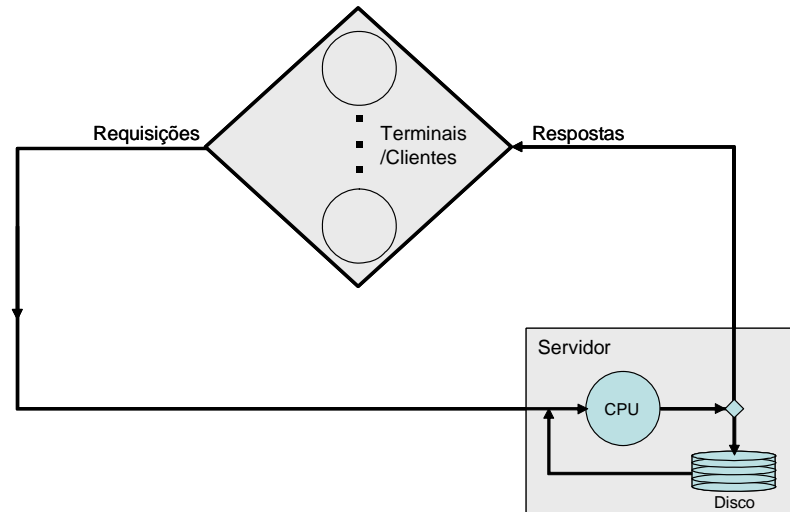 Requisições
Terminais
/Clientes
Respostas
Servidor
CPU
Disco